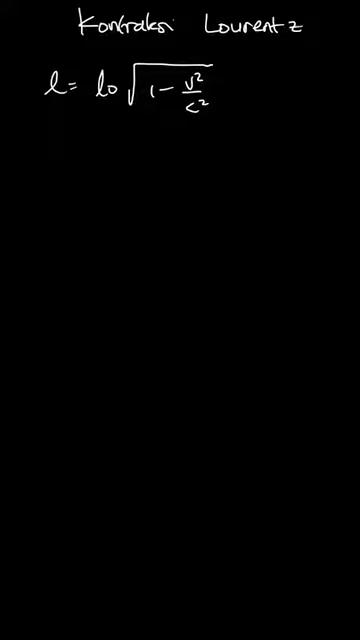 Kontraksi Lourentz
l = lo √(1 - v²/c²)